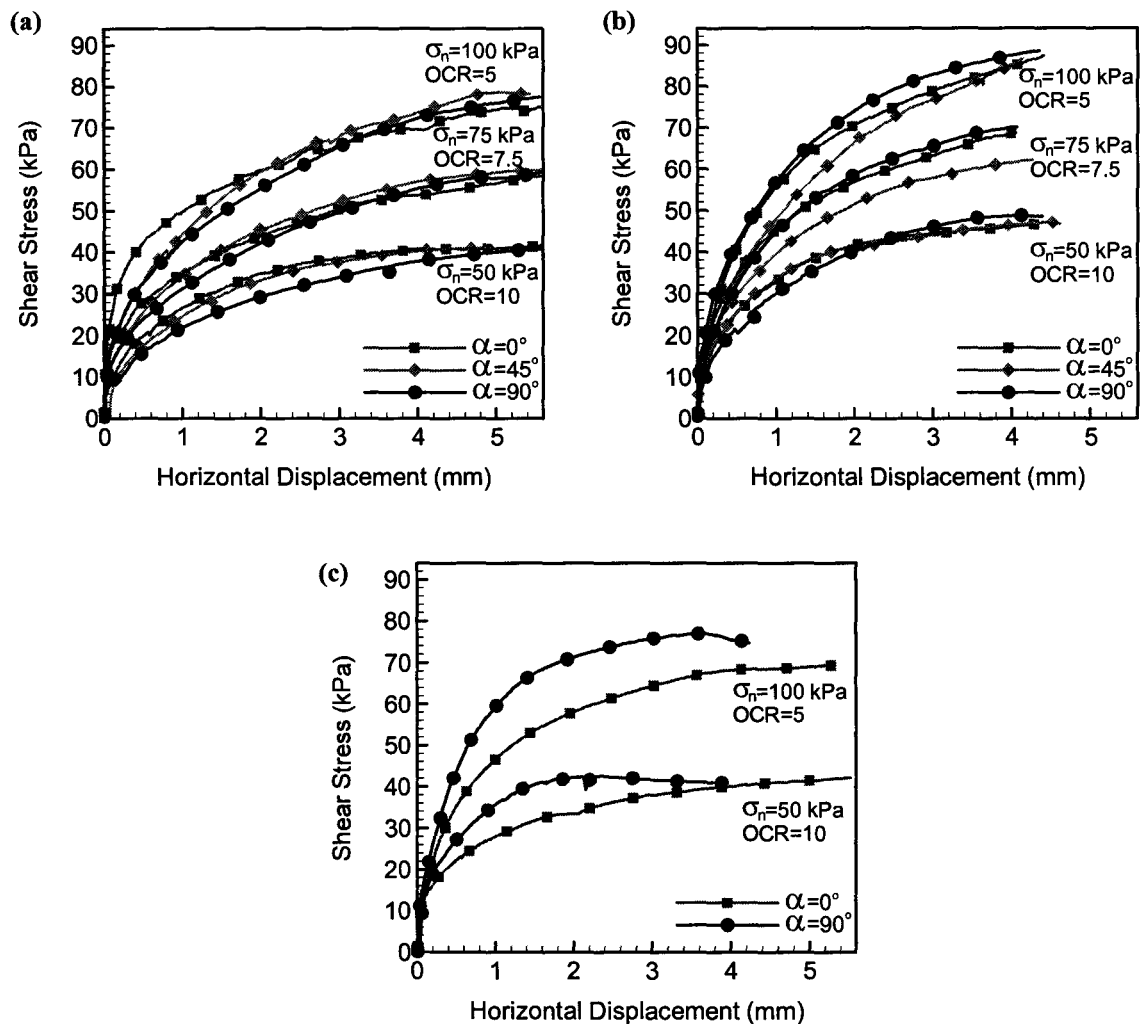 (a)
90
80
70
60
50
40
30
20
10
0
Shear Stress (kPa)
σn=100 kPa
OCR=5
σn=75 kPa
OCR=7.5
σn=50 kPa
OCR=10
α=0°
α=45°
α=90°
0 1 2 3 4 5
Horizontal Displacement (mm)
(b)
90
80
70
60
50
40
30
20
10
0
Shear Stress (kPa)
σn=100 kPa
OCR=5
σn=75 kPa
OCR=7.5
σn=50 kPa
OCR=10
α=0°
α=45°
α=90°
0 1 2 3 4 5
Horizontal Displacement (mm)
(c)
90
80
70
60
50
40
30
20
10
0
Shear Stress (kPa)
σn=100 kPa
OCR=5
σn=50 kPa
OCR=10
α=0°
α=90°
0 1 2 3 4 5
Horizontal Displacement (mm)